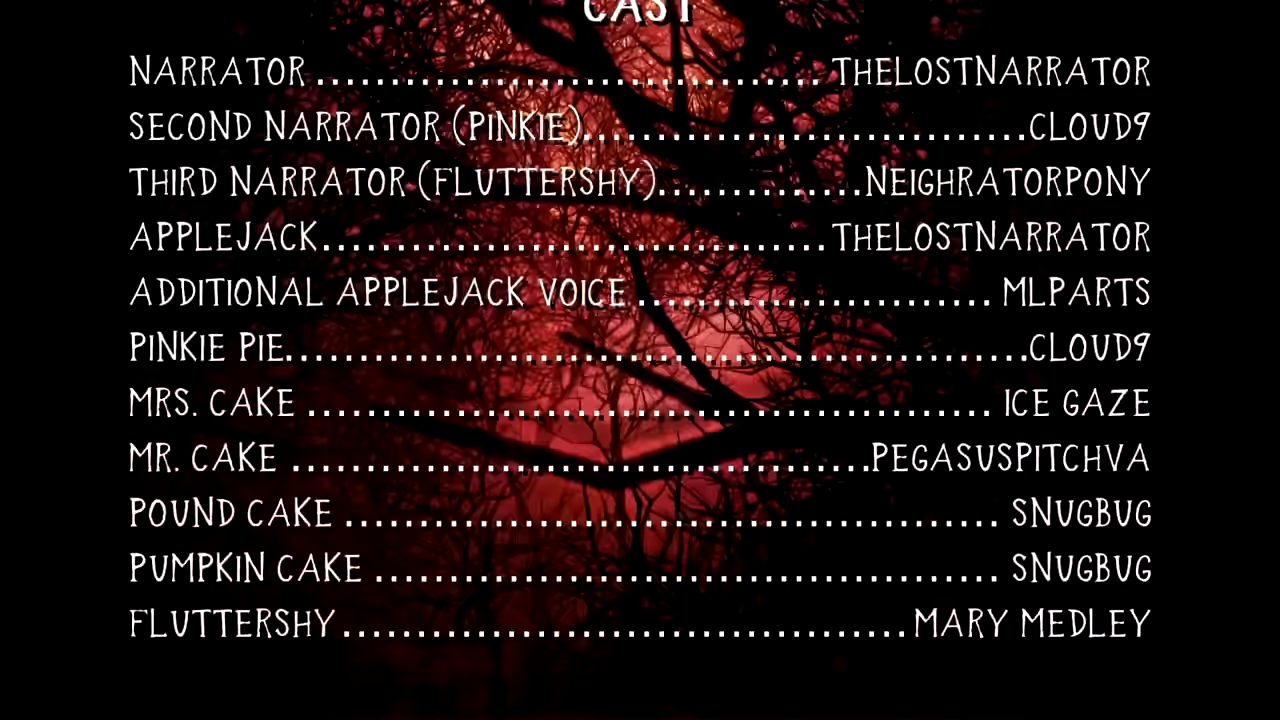 CAST
NARRATOR .................................. THELOSTNARRATOR
SECOND NARRATOR (PINKIE)..............................CLOUD9
THIRD NARRATOR (FLUTTERSHY)..............NEIGHRATORPONY
APPLEJACK.................................. THELOSTNARRATOR
ADDITIONAL APPLEJACK VOICE ........................ MLPARTS
PINKIE PIE..................................................CLOUD9
MRS. CAKE .............................................. ICE GAZE
MR. CAKE .......................................PEGASUSPITCHVA
POUND CAKE ............................................ SNUGBUG
PUMPKIN CAKE .......................................... SNUGBUG
FLUTTERSHY...................................... MARY MEDLEY